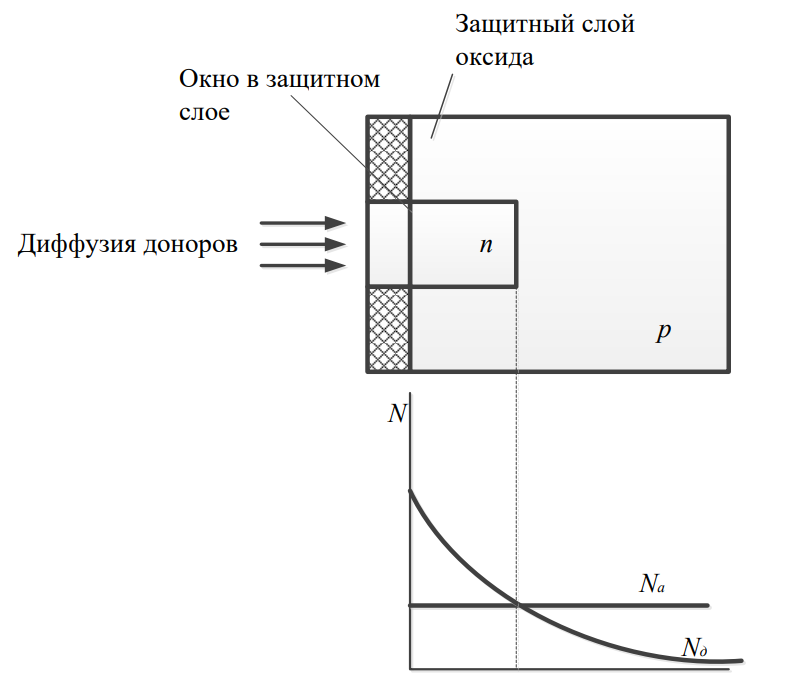 Защитный слой
оксида
Окно в защитном
слое
Диффузия доноров
n
p
N
Nа
Nд